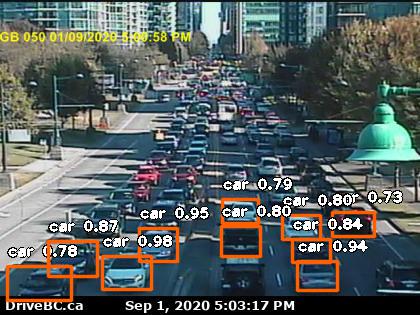 GB 050 01/09/2020 5:00:58 PM
car 0.79
car 0.80
0.73
car 0.95
car 0.80
car 0.84
car 0.87
car 0.98
car 0.94
car 0.78
DriveBC.ca
Sep 1, 2020 5:03:17 PM